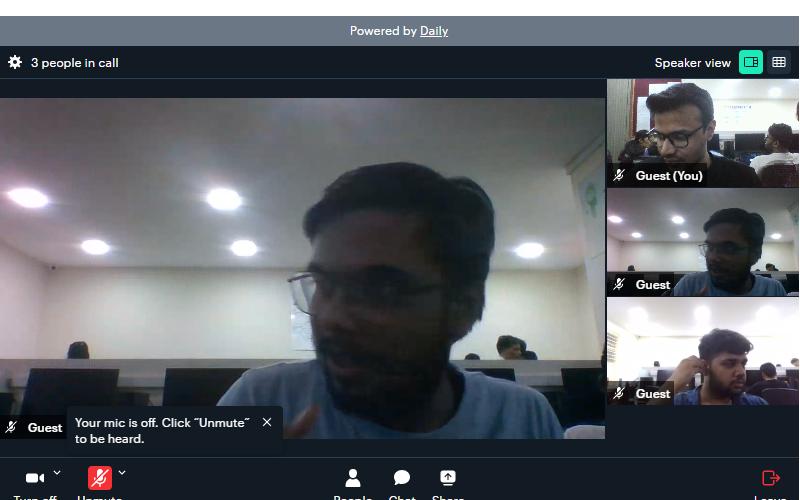 Powered by Daily
3 people in call
Speaker view
Guest (You)
Guest
Guest
Guest
Your mic is off. Click ˝Unmute˝
to be heard.
Turn off
Unmute
People
Chat
Share
Leave